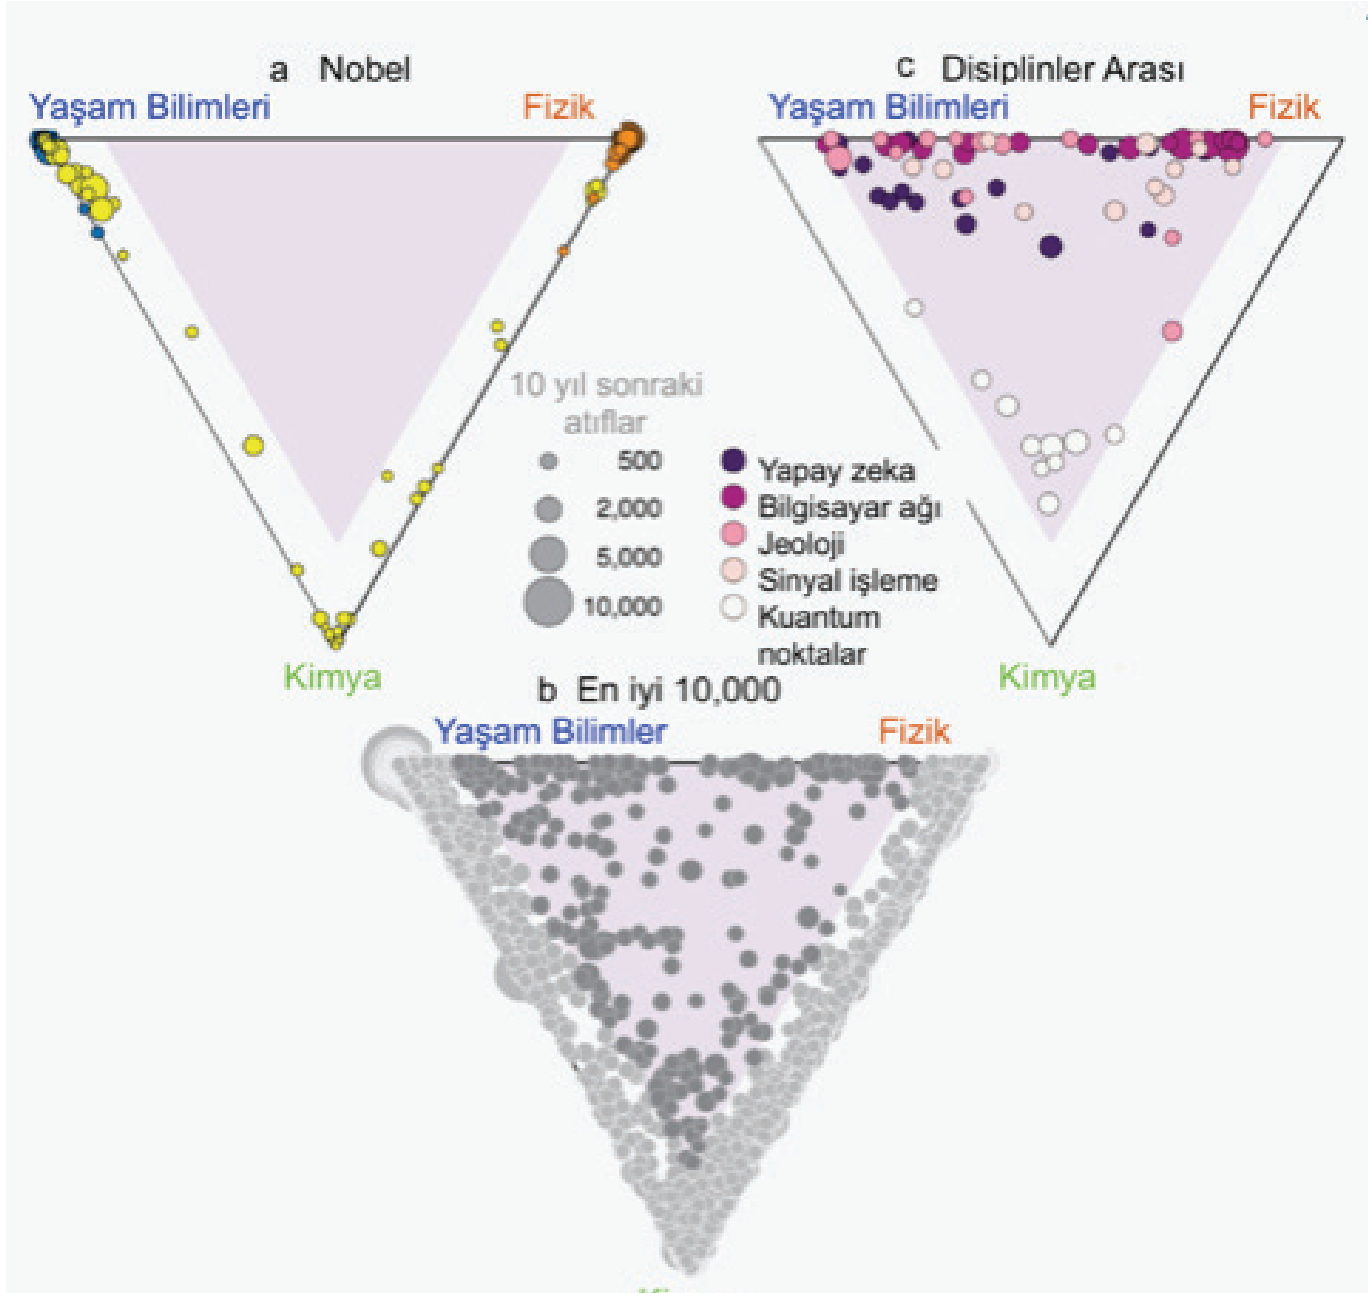 a Nobel
Yaşam Bilimleri
Fizik
c Disiplinler Arası
Yaşam Bilimleri
Fizik
10 yıl sonraki
atıflar
500
2,000
5,000
10,000
Yapay zeka
Bilgisayar ağı
Jeoloji
Sinyal işleme
Kuantum
noktalar
Kimya
Kimya
b En iyi 10,000
Yaşam Bilimler
Fizik